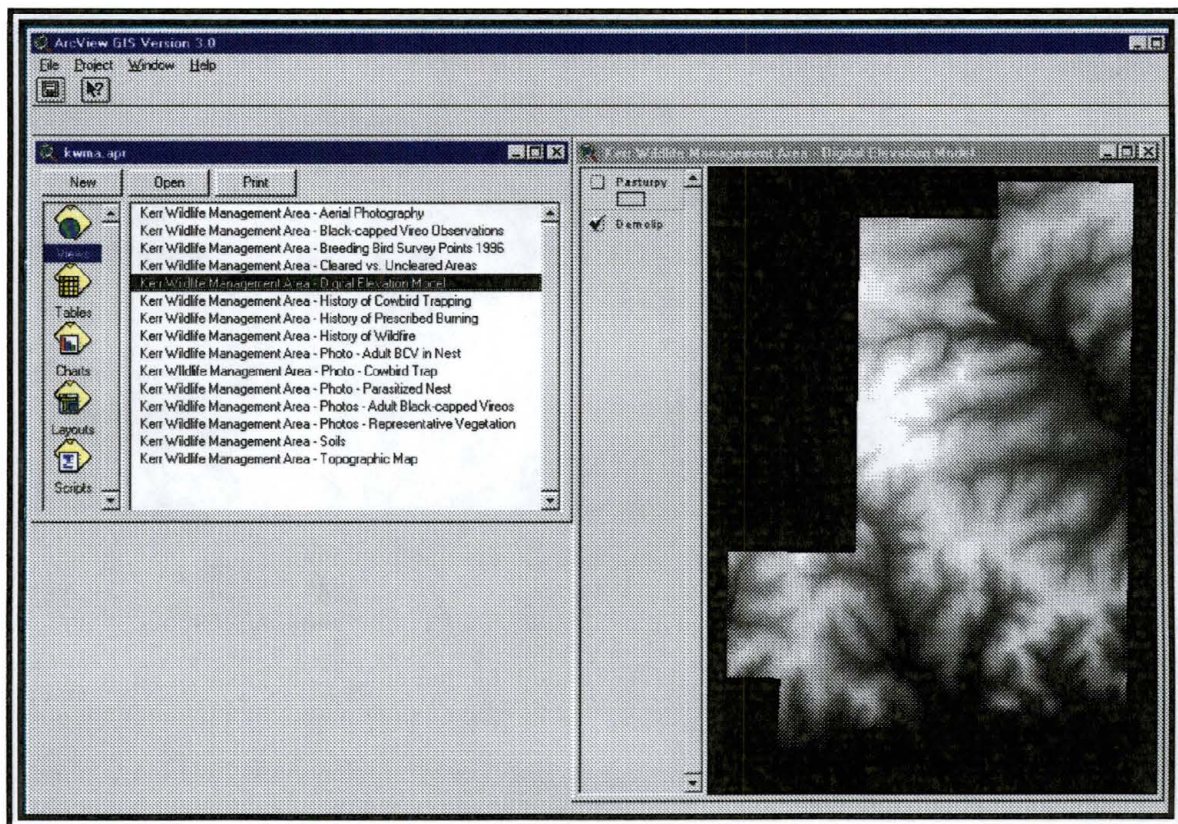 ArcView GIS Version 3.0
File Project Window Help
kwma.apr
New Open Print
Views
Tables
Charts
Layouts
Scripts
Kerr Wildlife Management Area - Aerial Photography
Kerr Wildlife Management Area - Black-capped Vireo Observations
Kerr Wildlife Management Area - Breeding Bird Survey Points 1996
Kerr Wildlife Management Area - Cleared vs. Uncleared Areas
Kerr Wildlife Management Area - Digital Elevation Model
Kerr Wildlife Management Area - History of Cowbird Trapping
Kerr Wildlife Management Area - History of Prescribed Burning
Kerr Wildlife Management Area - History of Wildfire
Kerr Wildlife Management Area - Photo - Adult BCV in Nest
Kerr Wildlife Management Area - Photo - Cowbird Trap
Kerr Wildlife Management Area - Photo - Parasitized Nest
Kerr Wildlife Management Area - Photos - Adult Black-capped Vireos
Kerr Wildlife Management Area - Photos - Representative Vegetation
Kerr Wildlife Management Area - Soils
Kerr Wildlife Management Area - Topographic Map
Kerr Wildlife Management Area - Digital Elevation Model
Pasturpy
Demclip